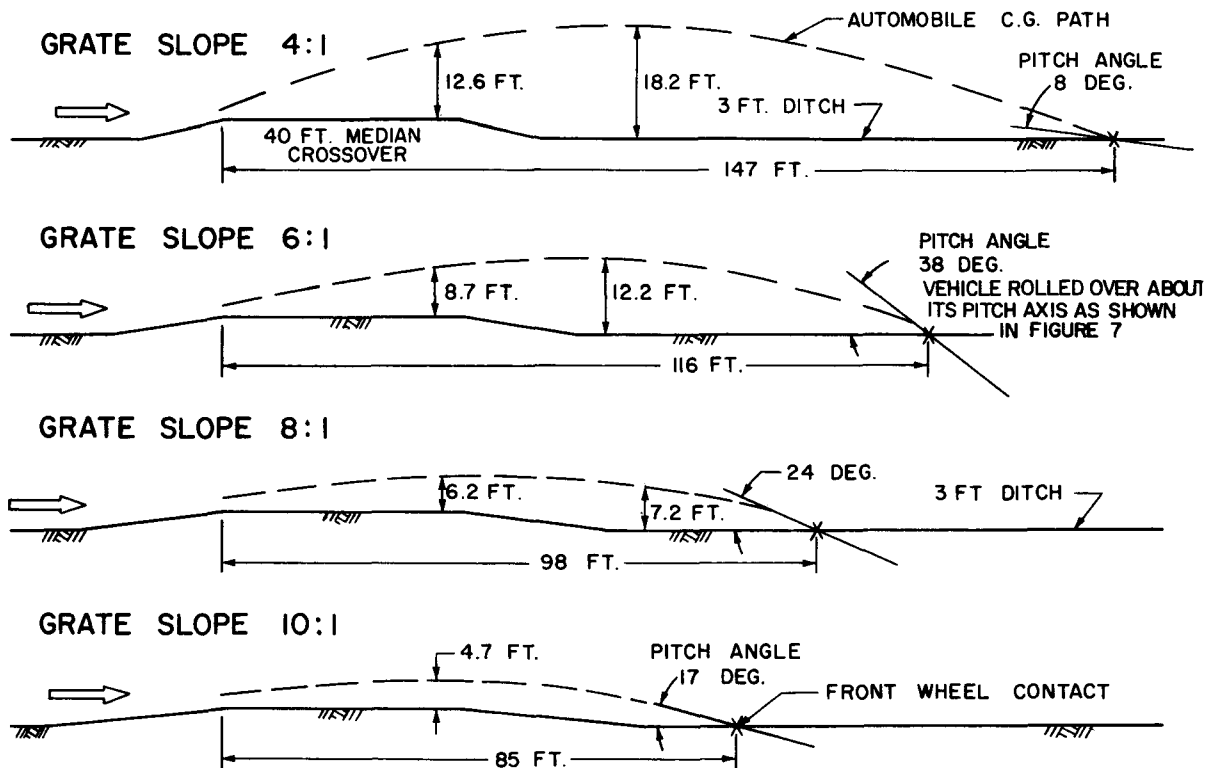 GRATE SLOPE 4:1
AUTOMOBILE C.G. PATH
PITCH ANGLE
8 DEG.
12.6 FT.
18.2 FT.
3 FT. DITCH
40 FT. MEDIAN
CROSSOVER
147 FT.
GRATE SLOPE 6:1
PITCH ANGLE
38 DEG.
VEHICLE ROLLED OVER ABOUT
ITS PITCH AXIS AS SHOWN
IN FIGURE 7
8.7 FT.
12.2 FT.
116 FT.
GRATE SLOPE 8:1
24 DEG.
3 FT DITCH
6.2 FT.
7.2 FT.
98 FT.
GRATE SLOPE 10:1
4.7 FT.
PITCH ANGLE
17 DEG.
FRONT WHEEL CONTACT
85 FT.